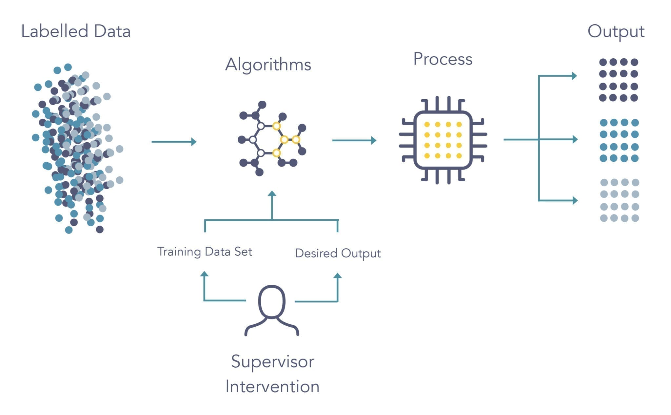 Labelled Data
Algorithms
Process
Output
Training Data Set
Desired Output
Supervisor
Intervention